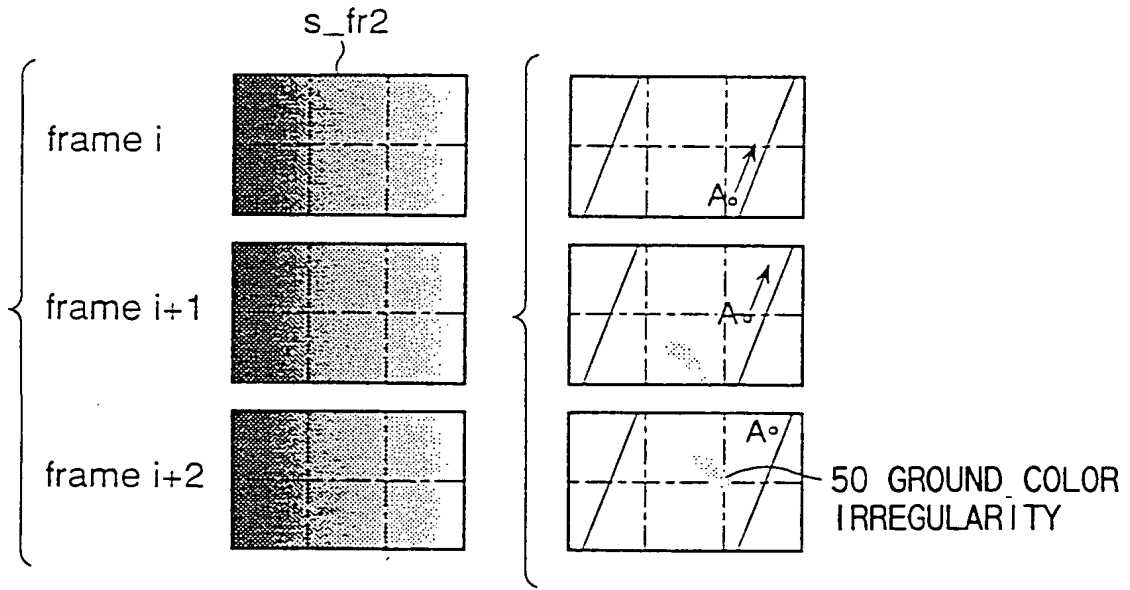 s_fr2
frame i
A
frame i+1
A
frame i+2
A
50 GROUND COLOR
IRREGULARITY